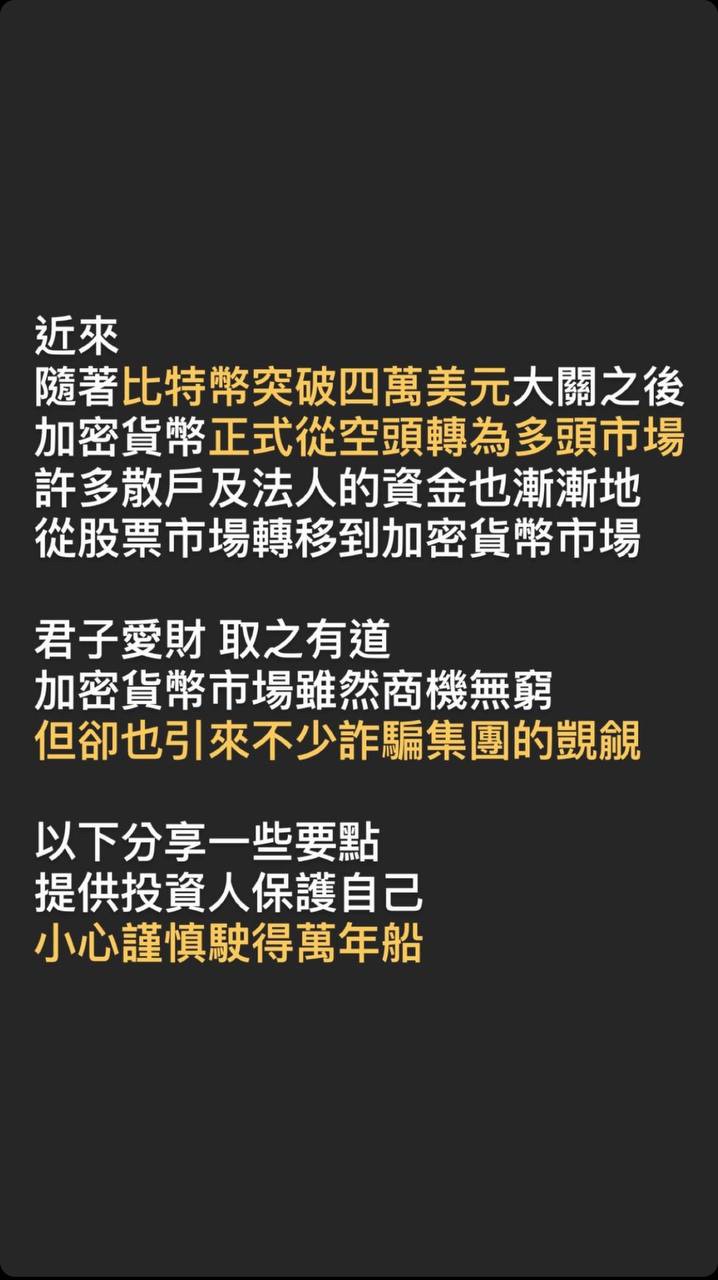 近來
隨著比特幣突破四萬美元大關之後
加密貨幣正式從空頭轉為多頭市場
許多散戶及法人的資金也漸漸地
從股票市場轉移到加密貨幣市場
君子愛財 取之有道
加密貨幣市場雖然商機無窮
但卻也引來不少詐騙集團的覬覦
以下分享一些要點
提供投資人保護自己
小心謹慎駛得萬年船